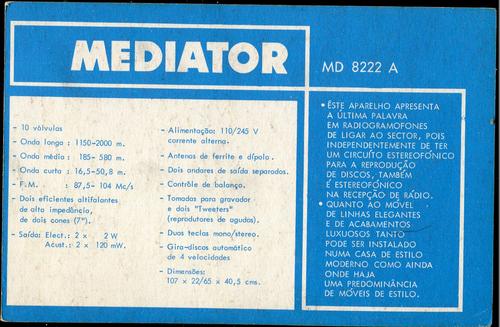 MEDIATOR
MD 8222 A
- 10 válvulas
- Onda longa : 1150-2000 m.
- Onda média : 185- 580 m.
- Onda curta : 16,5-50,8 m.
- F.M. : 87,5- 104 Mc/s
- Dois eficientes altifalantes
de alta impedância,
de dois cones (7").
- Saída: Elect.: 2 x 2 W
Acust.: 2 x 120 mW.
- Alimentação: 110/245 V
corrente alterna.
- Antenas de ferrite e dípolo.
- Dois andares de saída separados.
- Contrôle de balanço.
- Tomadas para gravador
e dois "Tweeters"
(reprodutores de agudos).
- Duas teclas mono/stereo.
- Gira-discos automático
de 4 velocidades
- Dimensões:
107 x 22/65 x 40,5 cms.
• ÊSTE APARELHO APRESENTA
A ÚLTIMA PALAVRA
EM RADIOGRAMOFONES
DE LIGAR AO SECTOR, POIS
INDEPENDENTEMENTE DE TER
UM CIRCUÍTO ESTEREOFÓNICO
PARA A REPRODUÇÃO
DE DISCOS, TAMBÉM
É ESTEREOFÓNICO
NA RECEPÇÃO DE RÁDIO.
• QUANTO AO MÓVEL
DE LINHAS ELEGANTES
E DE ACABAMENTOS
LUXUOSOS TANTO
PODE SER INSTALADO
NUMA CASA DE ESTILO
MODERNO COMO AINDA
ONDE HAJA
UMA PREDOMINÂNCIA
DE MÓVEIS DE ESTILO.